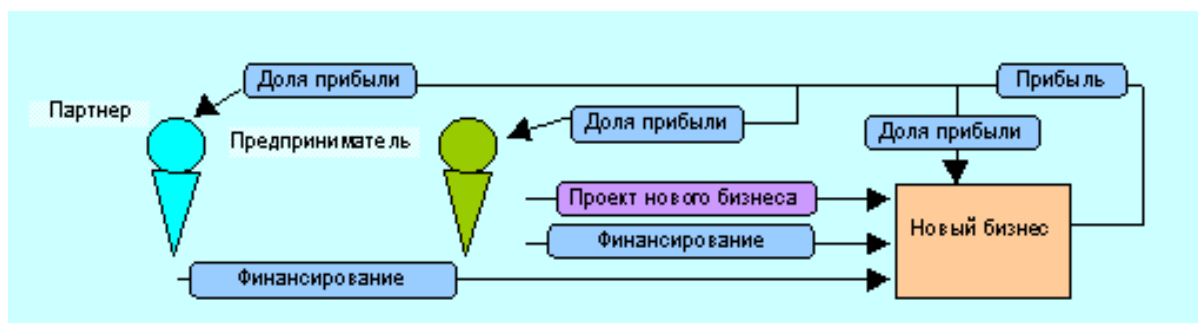 Доля прибыли
Прибыль
Партнер
Доля прибыли
Доля прибыли
Предприниматель
Проект нового бизнеса
Новый бизнес
Финансирование
Финансирование